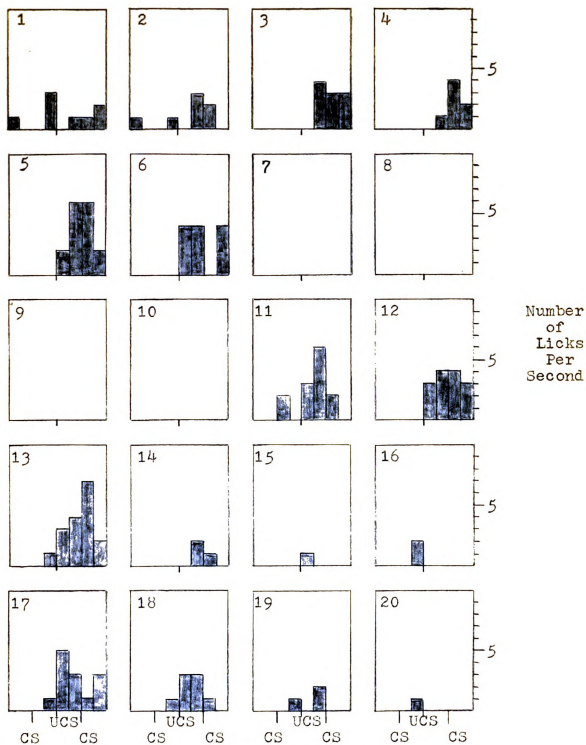 1 2 3 4
5
5 6 7 8
5
9 10 11 12
5
Number
of
Licks
Per
Second
13 14 15 16
5
17 18 19 20
5
UCS UCS UCS UCS
CS CS CS CS CS CS CS CS